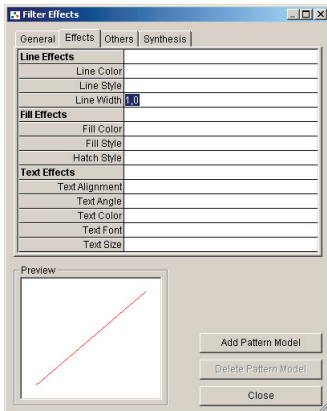 Filter Effects
General Effects Others Synthesis
Line Effects
Line Color
Line Style
Line Width 1,0
Fill Effects
Fill Color
Fill Style
Hatch Style
Text Effects
Text Alignment
Text Angle
Text Color
Text Font
Text Size
Preview
Add Pattern Model
Delete Pattern Model
Close